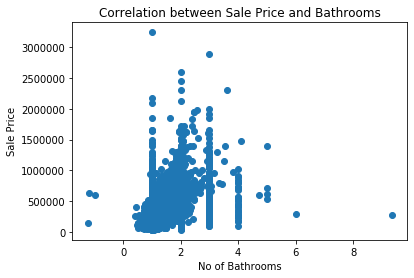 Correlation between Sale Price and Bathrooms
3000000
2500000
2000000
1500000
1000000
500000
0
Sale Price
0 2 4 6 8
No of Bathrooms